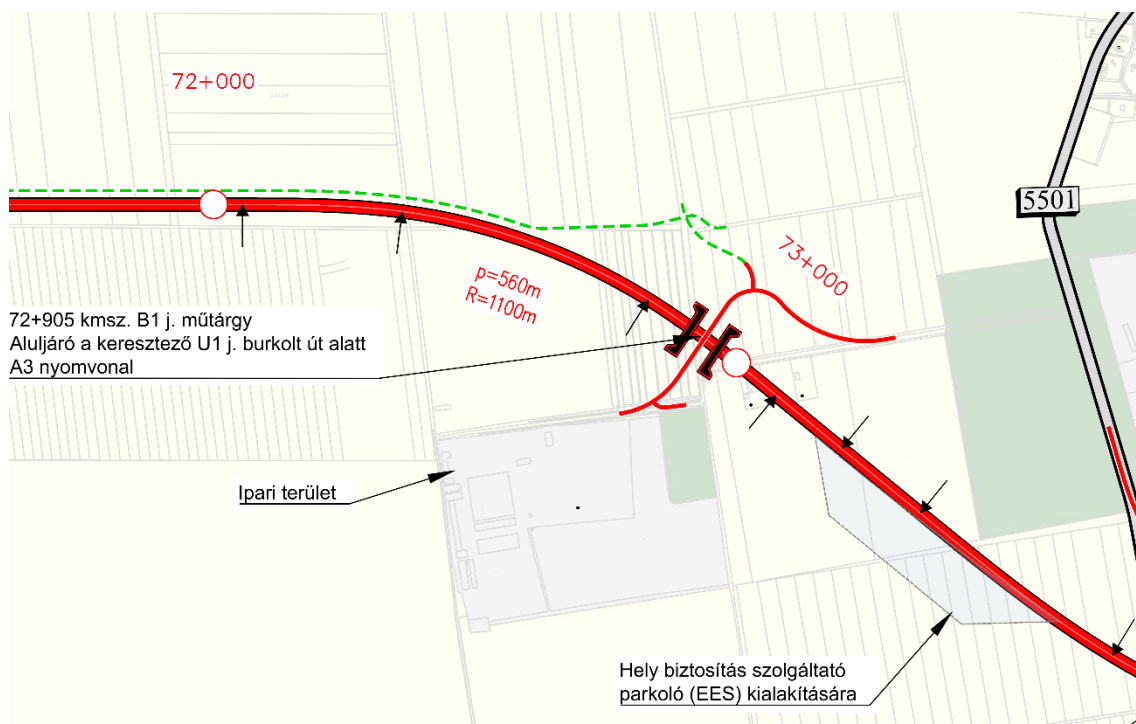 72+000
5501
73+000
p=560m
R=1100m
72+905 kmsz. B1 j. műtárgy
Aluljáró a keresztező U1 j. burkolt út alatt
A3 nyomvonal
Ipari terület
Hely biztosítás szolgáltató
parkoló (EES) kialakítására